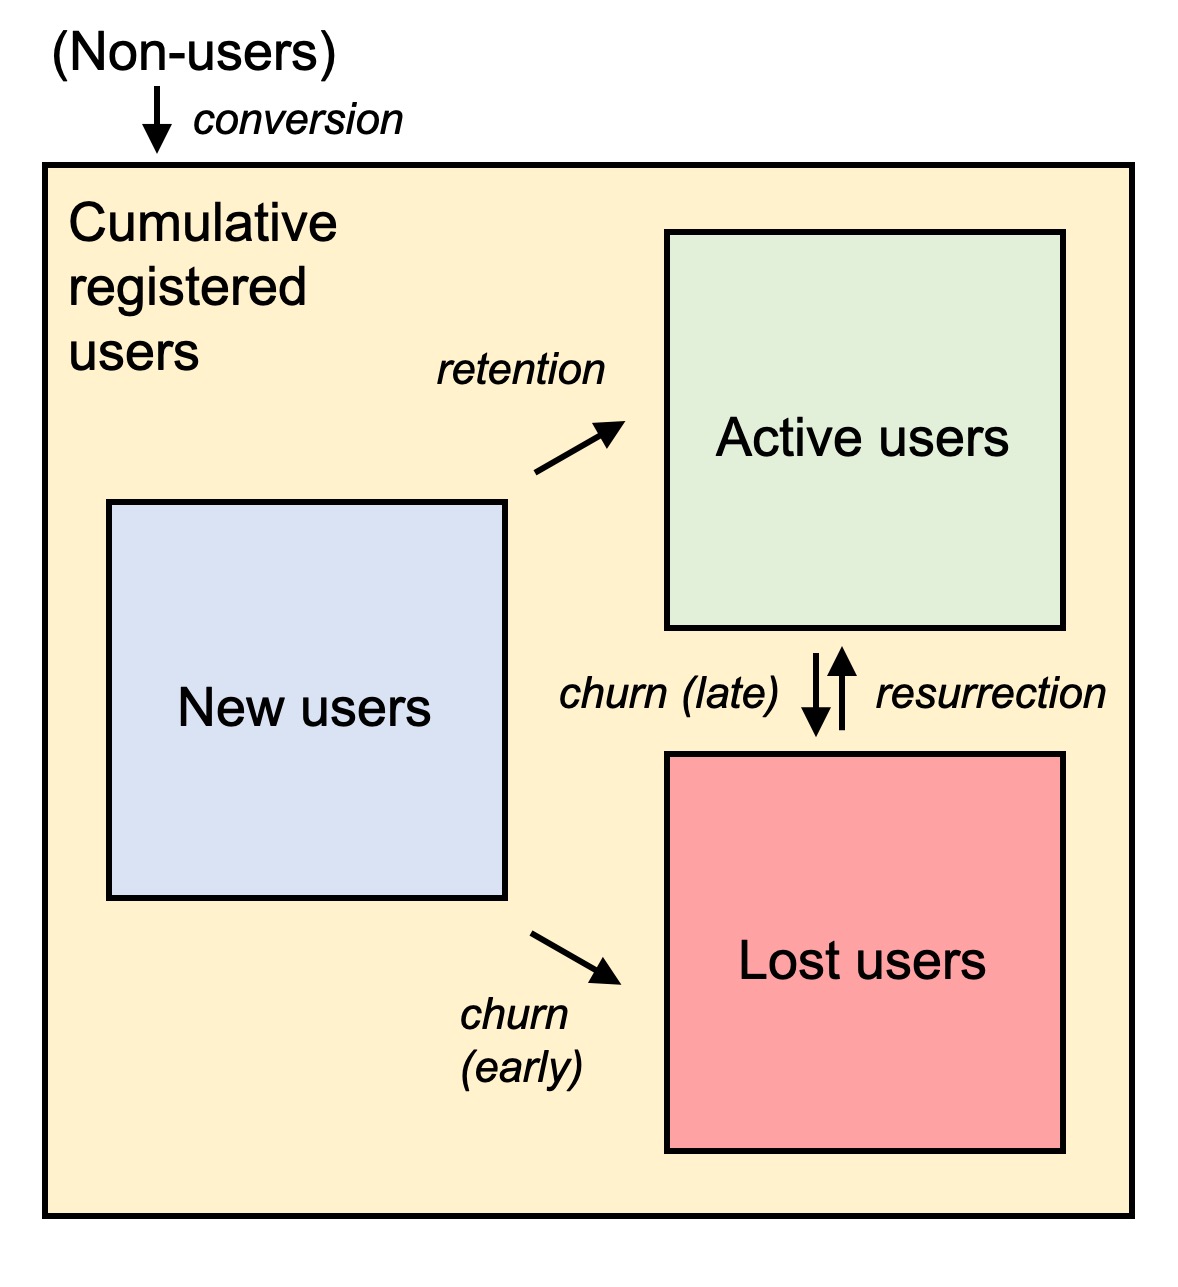 (Non-users)
conversion
Cumulative
registered
users
retention
Active users
New users
churn (late)
resurrection
Lost users
churn
(early)